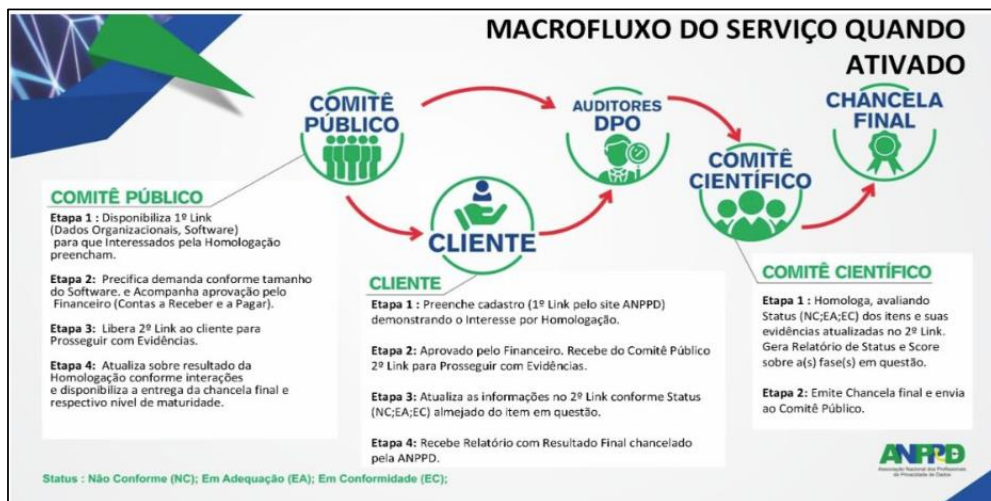 MACROFLUXO DO SERVIÇO QUANDO
ATIVADO
COMITÊ
PÚBLICO
AUDITORES
DPO
CHANCELA
FINAL
COMITÊ
CIENTÍFICO
CLIENTE
COMITÊ PÚBLICO
Etapa 1 : Disponibiliza 1º Link
(Dados Organizacionais, Software)
para que Interessados pela Homologação
preencham.
Etapa 2: Precifica demanda conforme tamanho
do Software. e Acompanha aprovação pelo
Financeiro (Contas a Receber e a Pagar).
Etapa 3: Libera 2º Link ao cliente para
Prosseguir com Evidências.
Etapa 4: Atualiza sobre resultado da
Homologação conforme interações
e disponibiliza a entrega da chancela final e
respectivo nível de maturidade.
CLIENTE
Etapa 1 : Preenche cadastro (1º Link pelo site ANPPD)
demonstrando o Interesse por Homologação.
Etapa 2: Aprovado pelo Financeiro. Recebe do Comitê Público
2º Link para Prosseguir com Evidências.
Etapa 3: Atualiza as informações no 2º Link conforme Status
(NC;EA;EC) almejado do item em questão.
Etapa 4: Recebe Relatório com Resultado Final chancelado
pela ANPPD.
COMITÊ CIENTÍFICO
Etapa 1 : Homologa, avaliando
Status (NC;EA;EC) dos itens e suas
evidências atualizadas no 2º Link.
Gera Relatório de Status e Score
sobre a(s) fase(s) em questão.
Etapa 2: Emite Chancela final e envia
ao Comitê Público.
ANPPD
Associação Nacional dos Profissionais
de Privacidade de Dados
Status : Não Conforme (NC); Em Adequação (EA); Em Conformidade (EC);